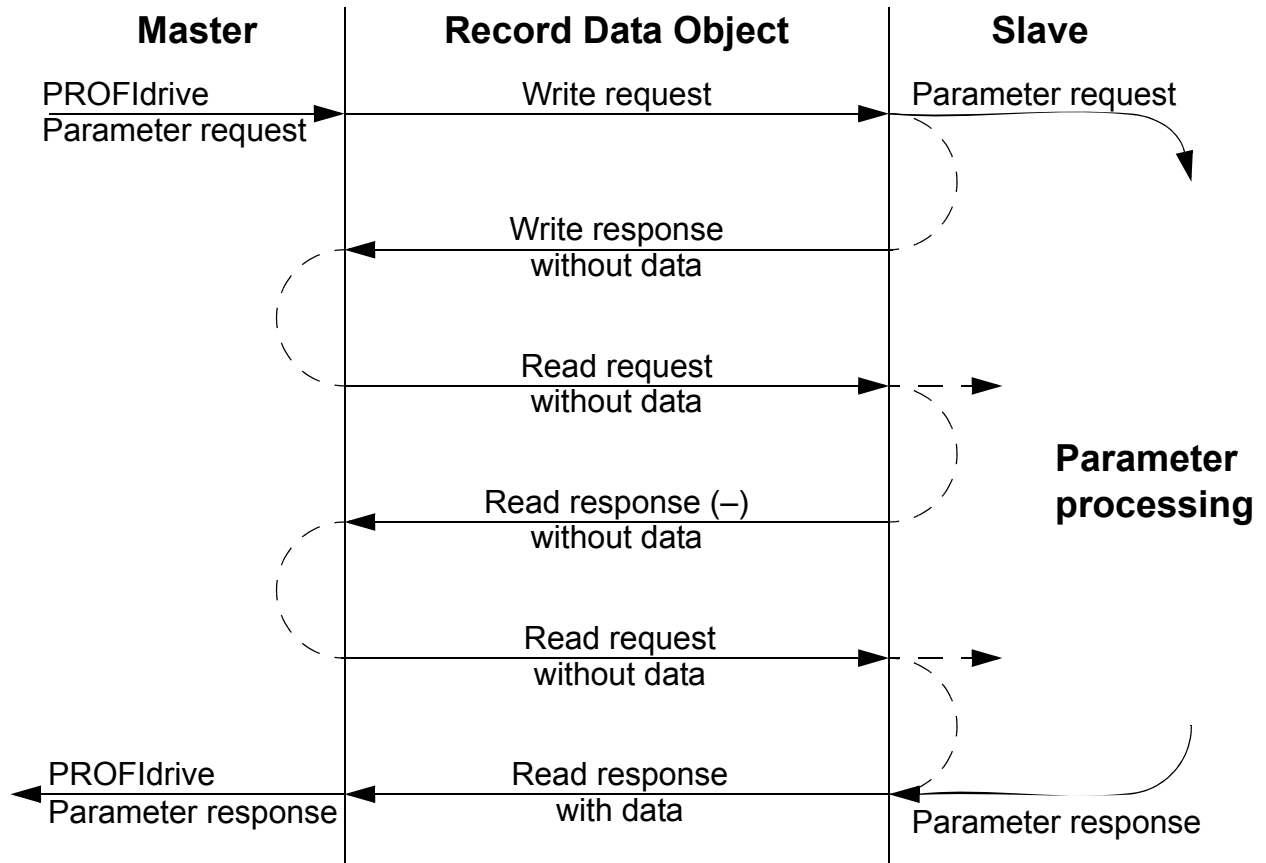 Master
Record Data Object
Slave
PROFIdrive
Parameter request
Write request
Parameter request
Write response
without data
Read request
without data
Parameter
processing
Read response (–)
without data
Read request
without data
PROFIdrive
Parameter response
Read response
with data
Parameter response